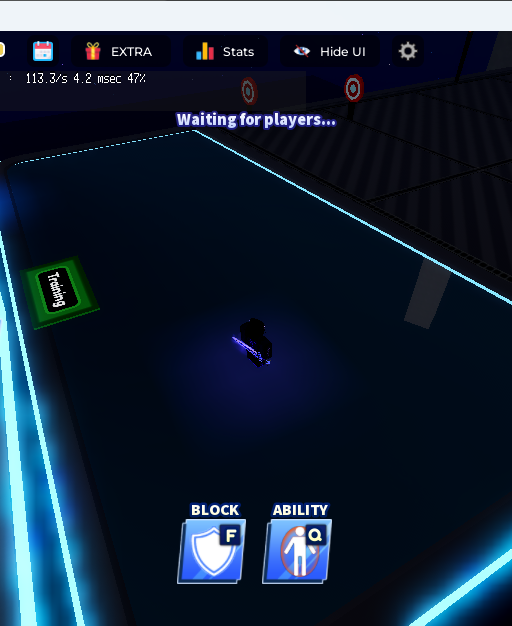 EXTRA Stats Hide UI
: 113.3/s 4.2 msec 47%
Waiting for players...
Training
BLOCK ABILITY
F Q